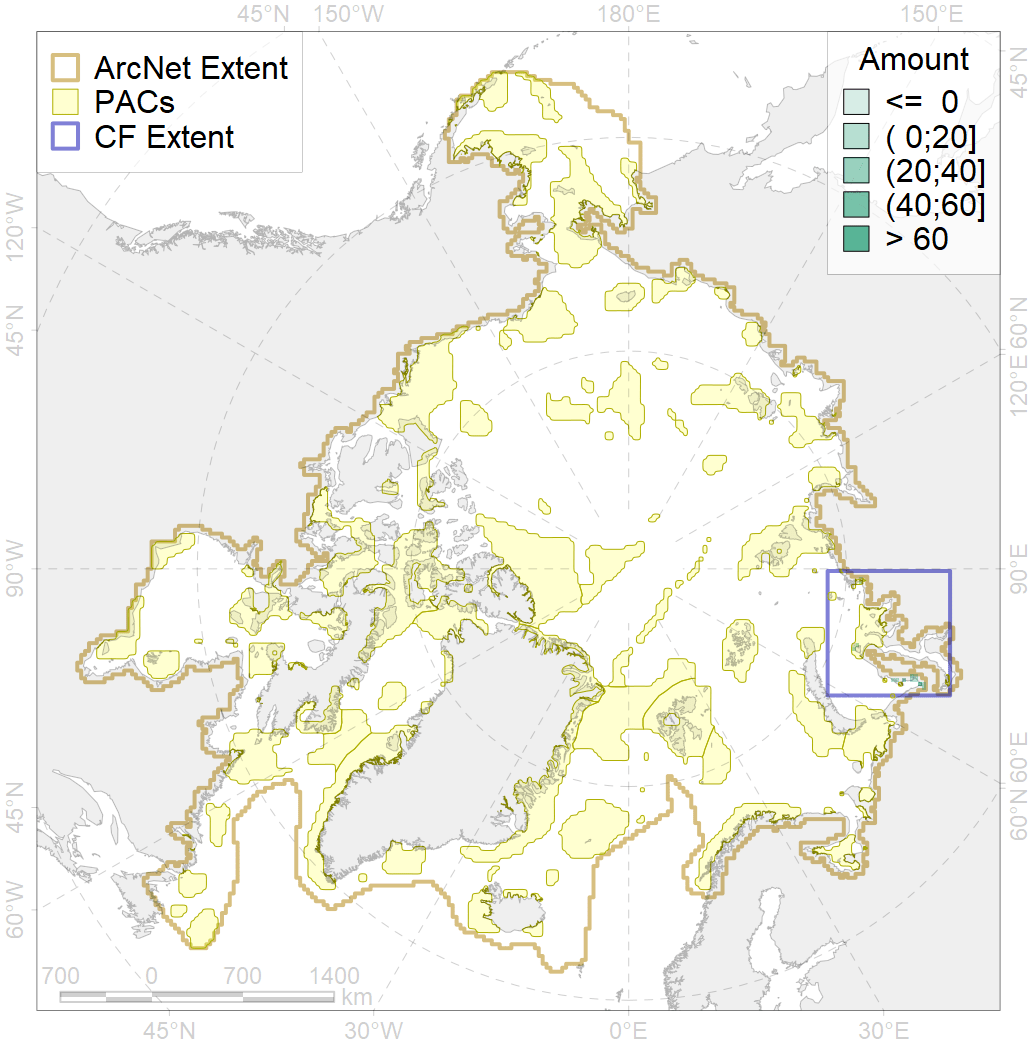 45°N 150°W 180°E 150°E
ArcNet Extent
PACs
CF Extent
Amount
<= 0
( 0;20]
(20;40]
(40;60]
> 60
45°N
120°W
45°N
60°N
120°E
90°W
90°E
45°N
60°E
60°N
60°W
700 0 700 1400
km
45°N 30°W 0°E 30°E